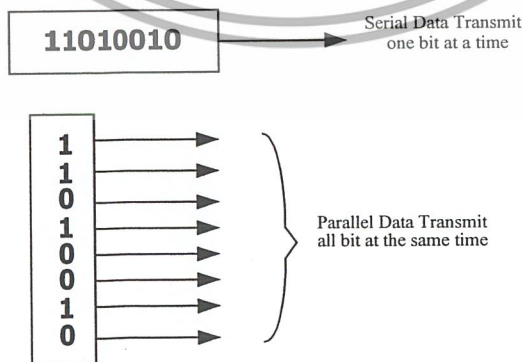 11010010
Serial Data Transmit
one bit at a time
1
1
0
1
0
0
1
0
Parallel Data Transmit
all bit at the same time